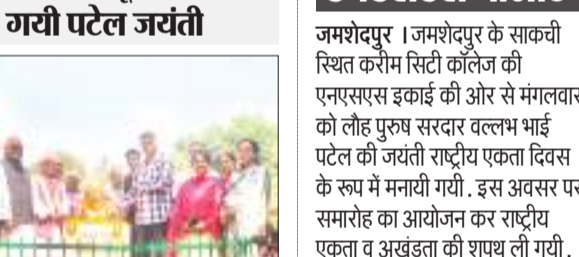 गयी पटेल जयंती
जमशेदपुर । जमशेदपुर के साकची
स्थित करीम सिटी कॉलेज की
एनएसएस इकाई की ओर से मंगलवार
को लौह पुरुष सरदार वल्लभ भाई
पटेल की जयंती राष्ट्रीय एकता दिवस
के रूप में मनायी गयी. इस अवसर पर
समारोह का आयोजन कर राष्ट्रीय
एकता व अखंडता की शपथ ली गयी.